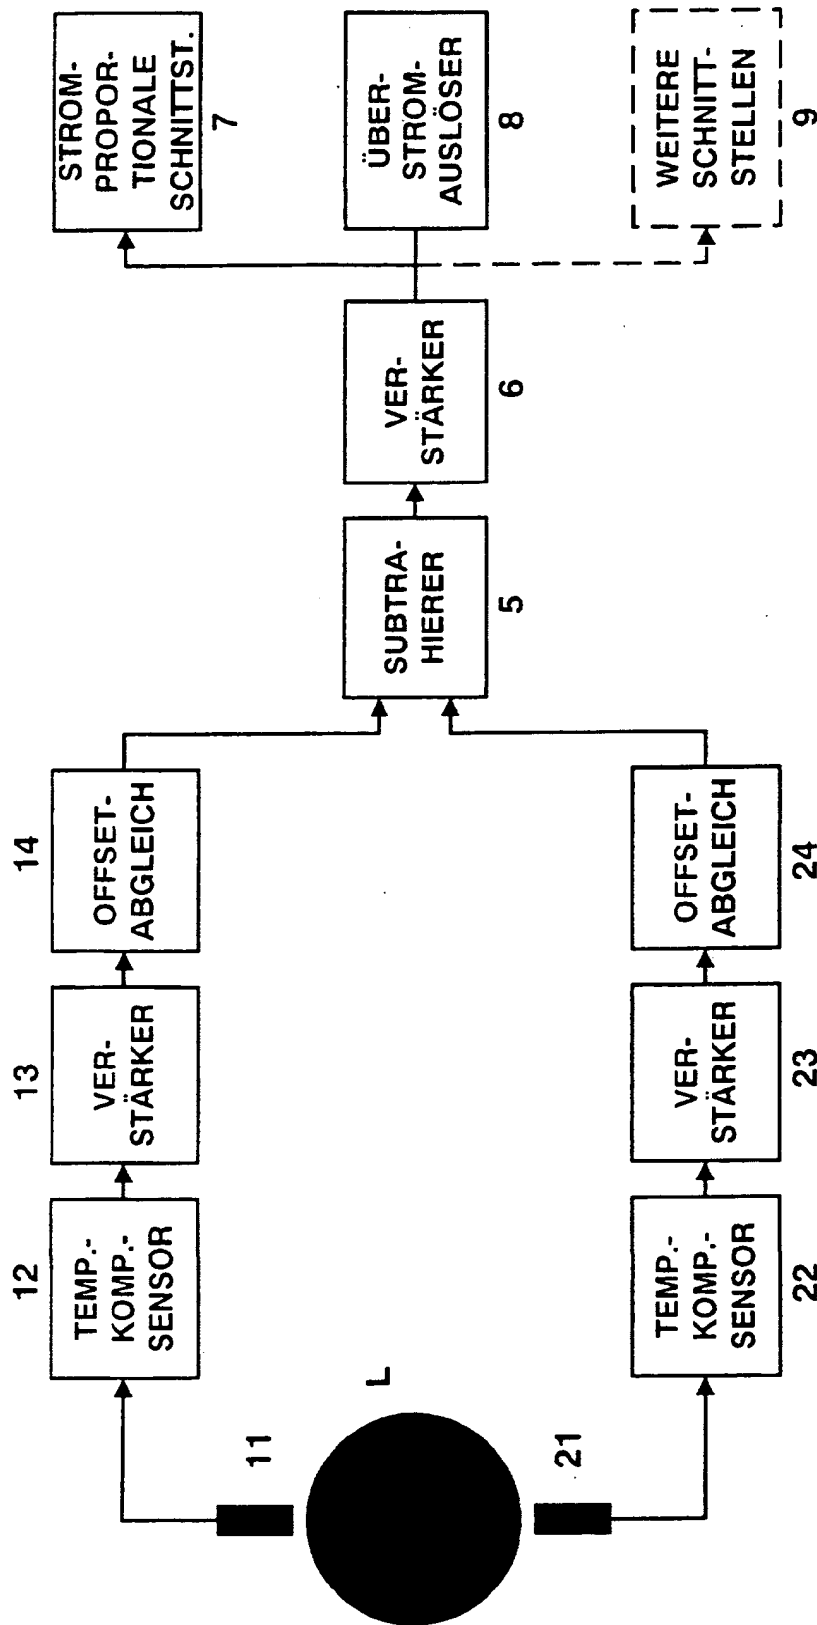 11
12
TEMP.-
KOMP.-
SENSOR
13
VER-
STÄRKER
14
OFFSET-
ABGLEICH
L
21
22
TEMP.-
KOMP.-
SENSOR
23
VER-
STÄRKER
24
OFFSET-
ABGLEICH
SUBTRA-
HIERER
5
VER-
STÄRKER
6
STROM-
PROPOR-
TIONALE
SCHNITTST.
7
ÜBER-
STROM-
AUSLÖSER
8
WEITERE
SCHNITT-
STELLEN
9